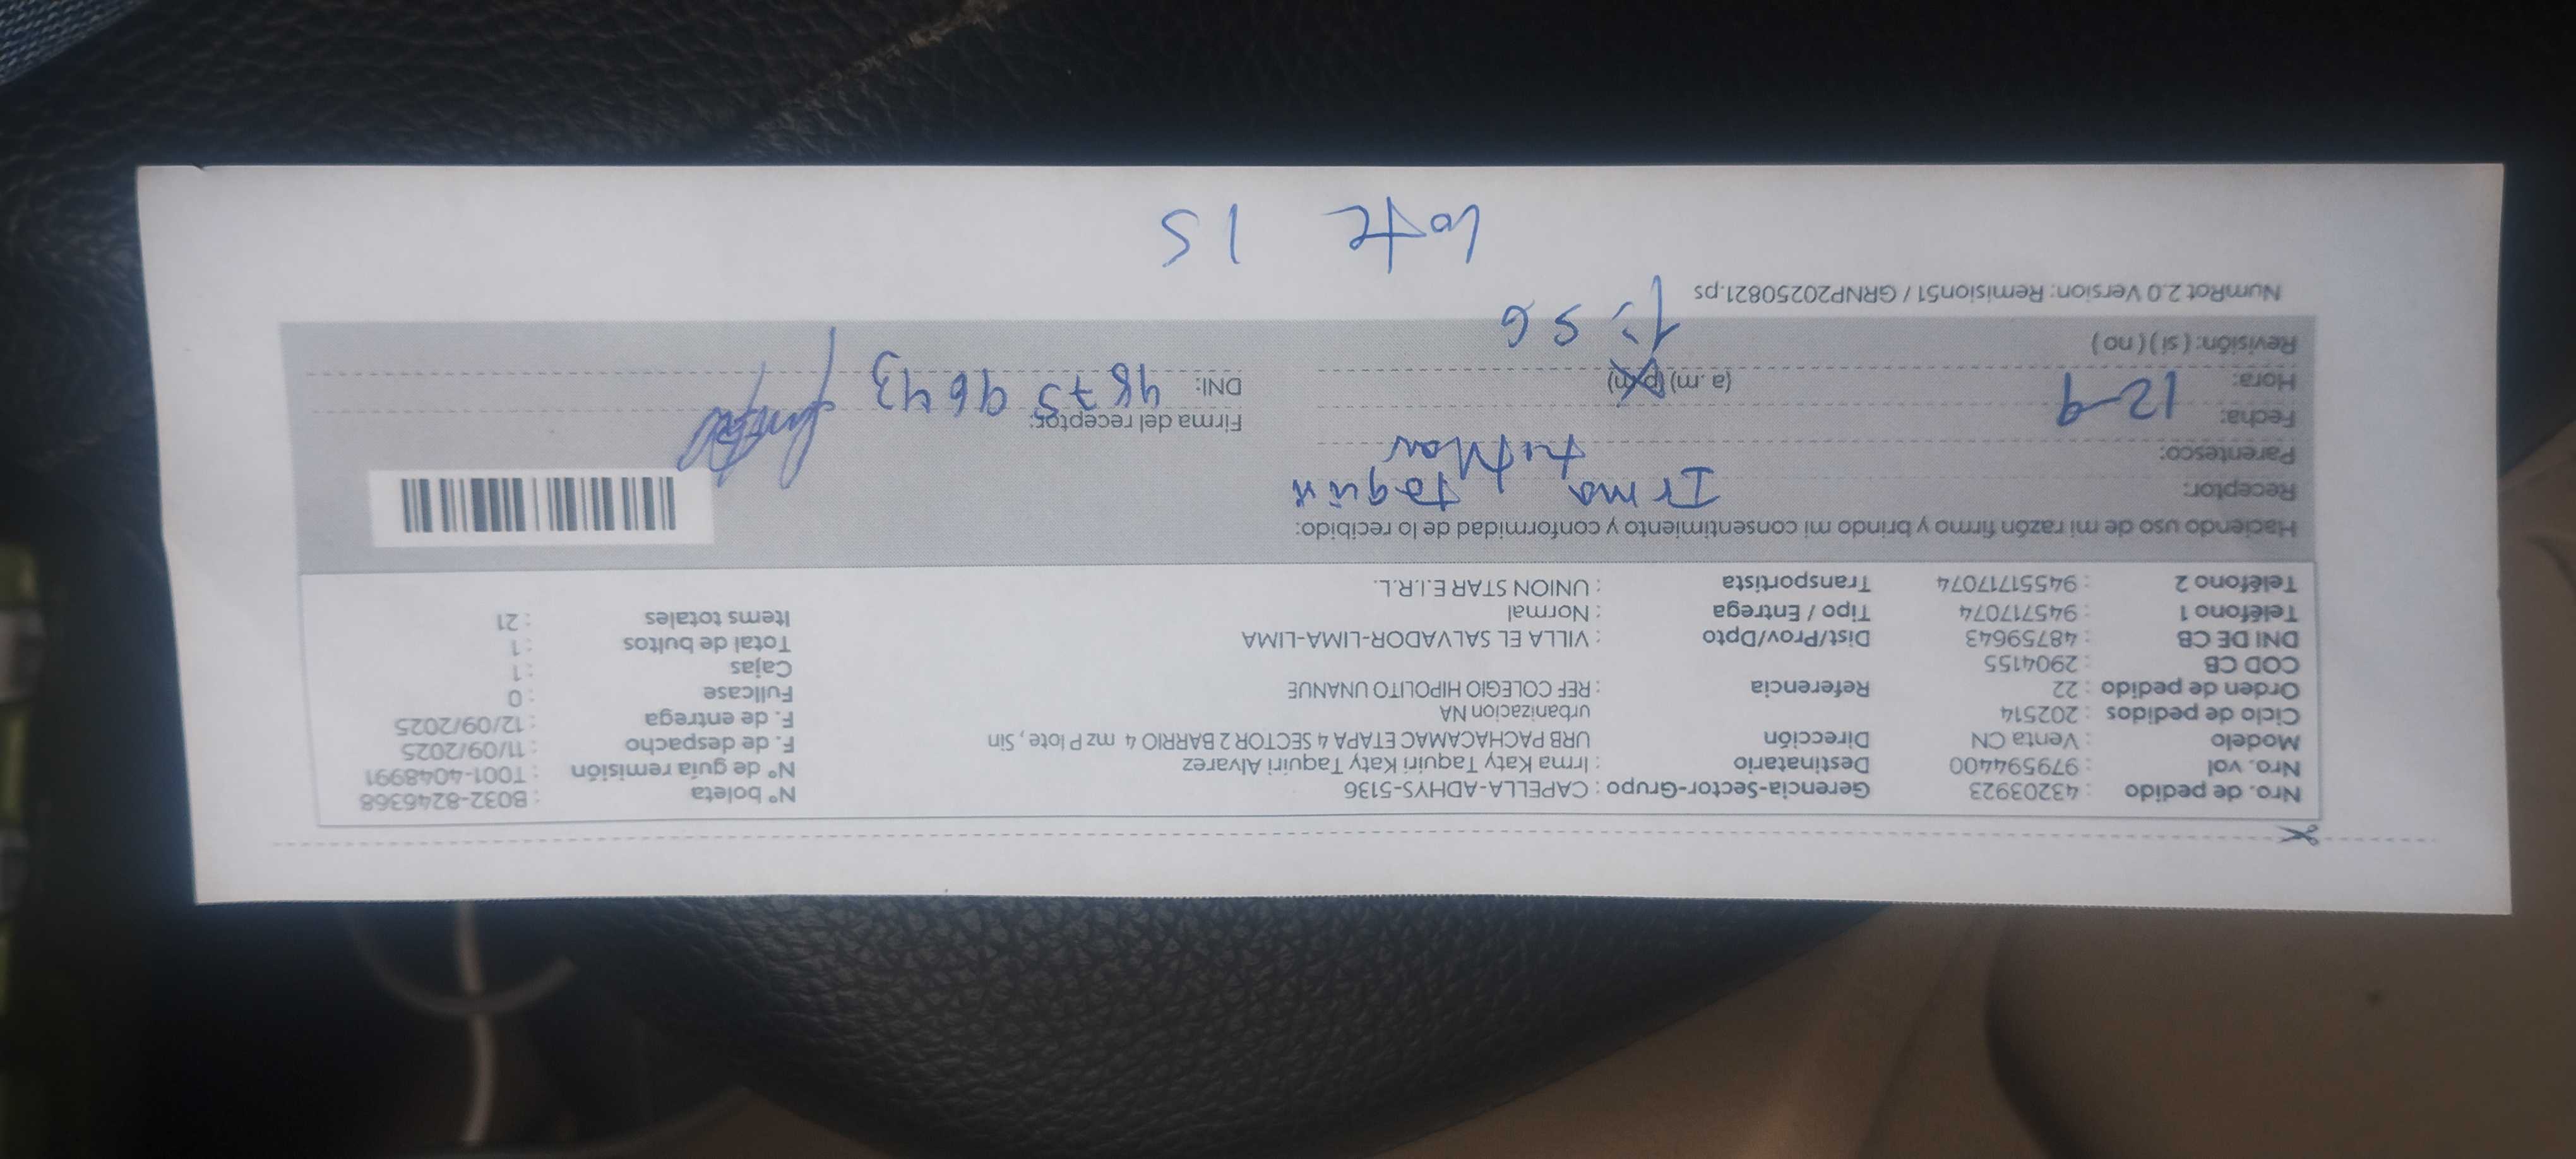 Nro. de pedido : 43203923 Gerencia-Sector-Grupo : CAPELLA-ADHYS-5136 N° boleta : B032-8246368
Nro. vol : 979594400 Destinatario : Irma Katy Taquiri Katy Taquiri Alvarez N° de guía remisión : T001-4048991
Modelo : Venta CN Dirección : URB PACHACAMAC ETAPA 4 SECTOR 2 BARRIO 4 mz P lote , Sin F. de despacho : 11/09/2025
Ciclo de pedidos : 202514 urbanizacion NA F. de entrega : 12/09/2025
Orden de pedido : 22 Referencia : REF COLEGIO HIPOLITO UNANUE Fullcase : 0
COD CB : 2904155 Cajas : 1
DNI DE CB : 48759643 Dist/Prov/Dpto : VILLA EL SALVADOR-LIMA-LIMA Total de bultos : 1
Teléfono 1 : 945717074 Tipo / Entrega : Normal Items totales : 21
Teléfono 2 : 9455171707​4 Transportista : UNION STAR E.I.R.L.
Haciendo uso de mi razón firmo y brindo mi consentimiento y conformidad de lo recibido:
Receptor: Irma taquiri
Parentesco: titular
Fecha: 12-9 Firma del receptor:
Hora: (a. m) (p.m) DNI: 48759643
Revisión: ( si ) ( no ) 1:56
NumRot 2.0 Version: Remision51 / GRNP20250821.ps
lote 15